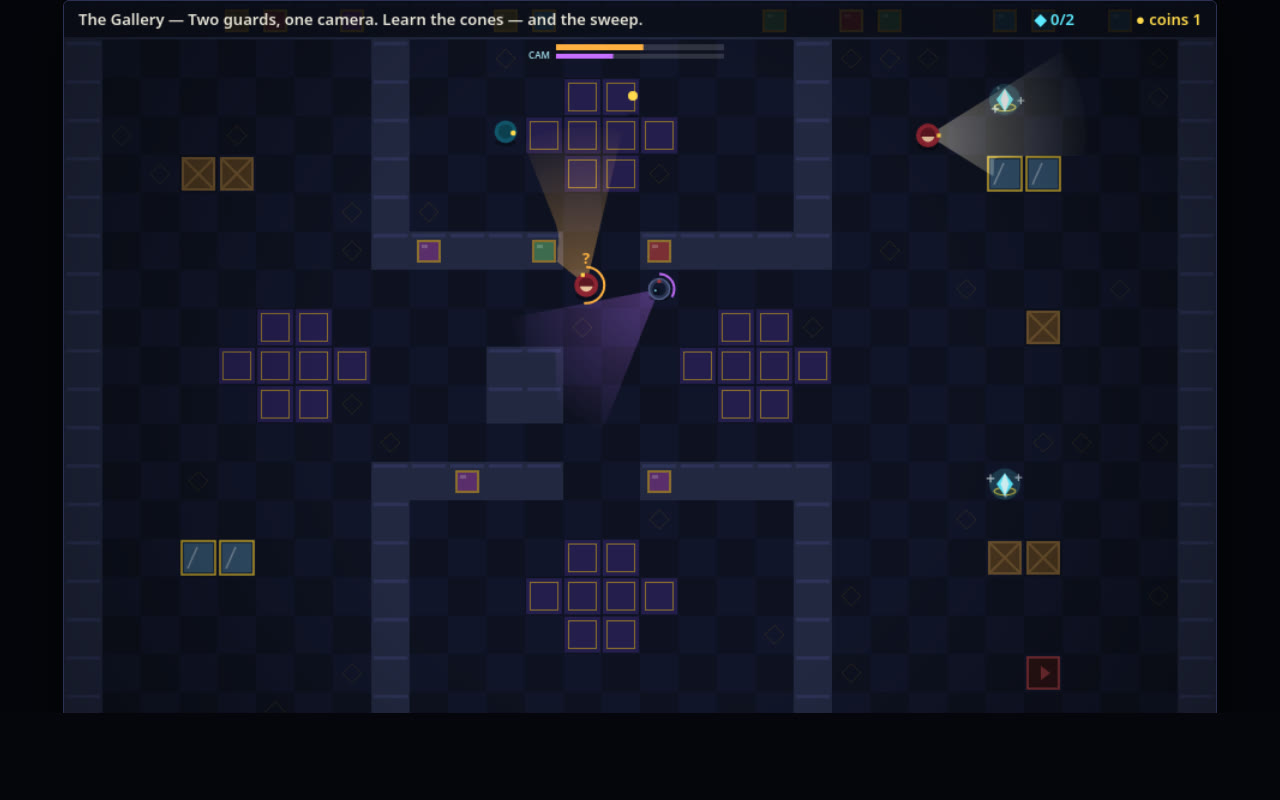 The Gallery — Two guards, one camera. Learn the cones — and the sweep.
◆ 0/2
● coins 1
CAM
?